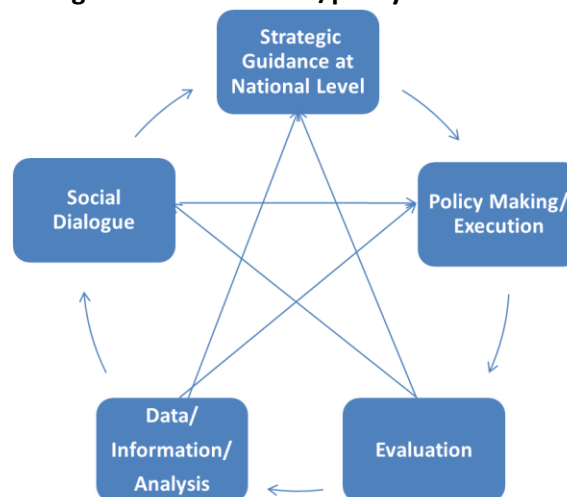 Strategic
Guidance at
National Level
Social
Dialogue
Policy Making/
Execution
Data/
Information/
Analysis
Evaluation